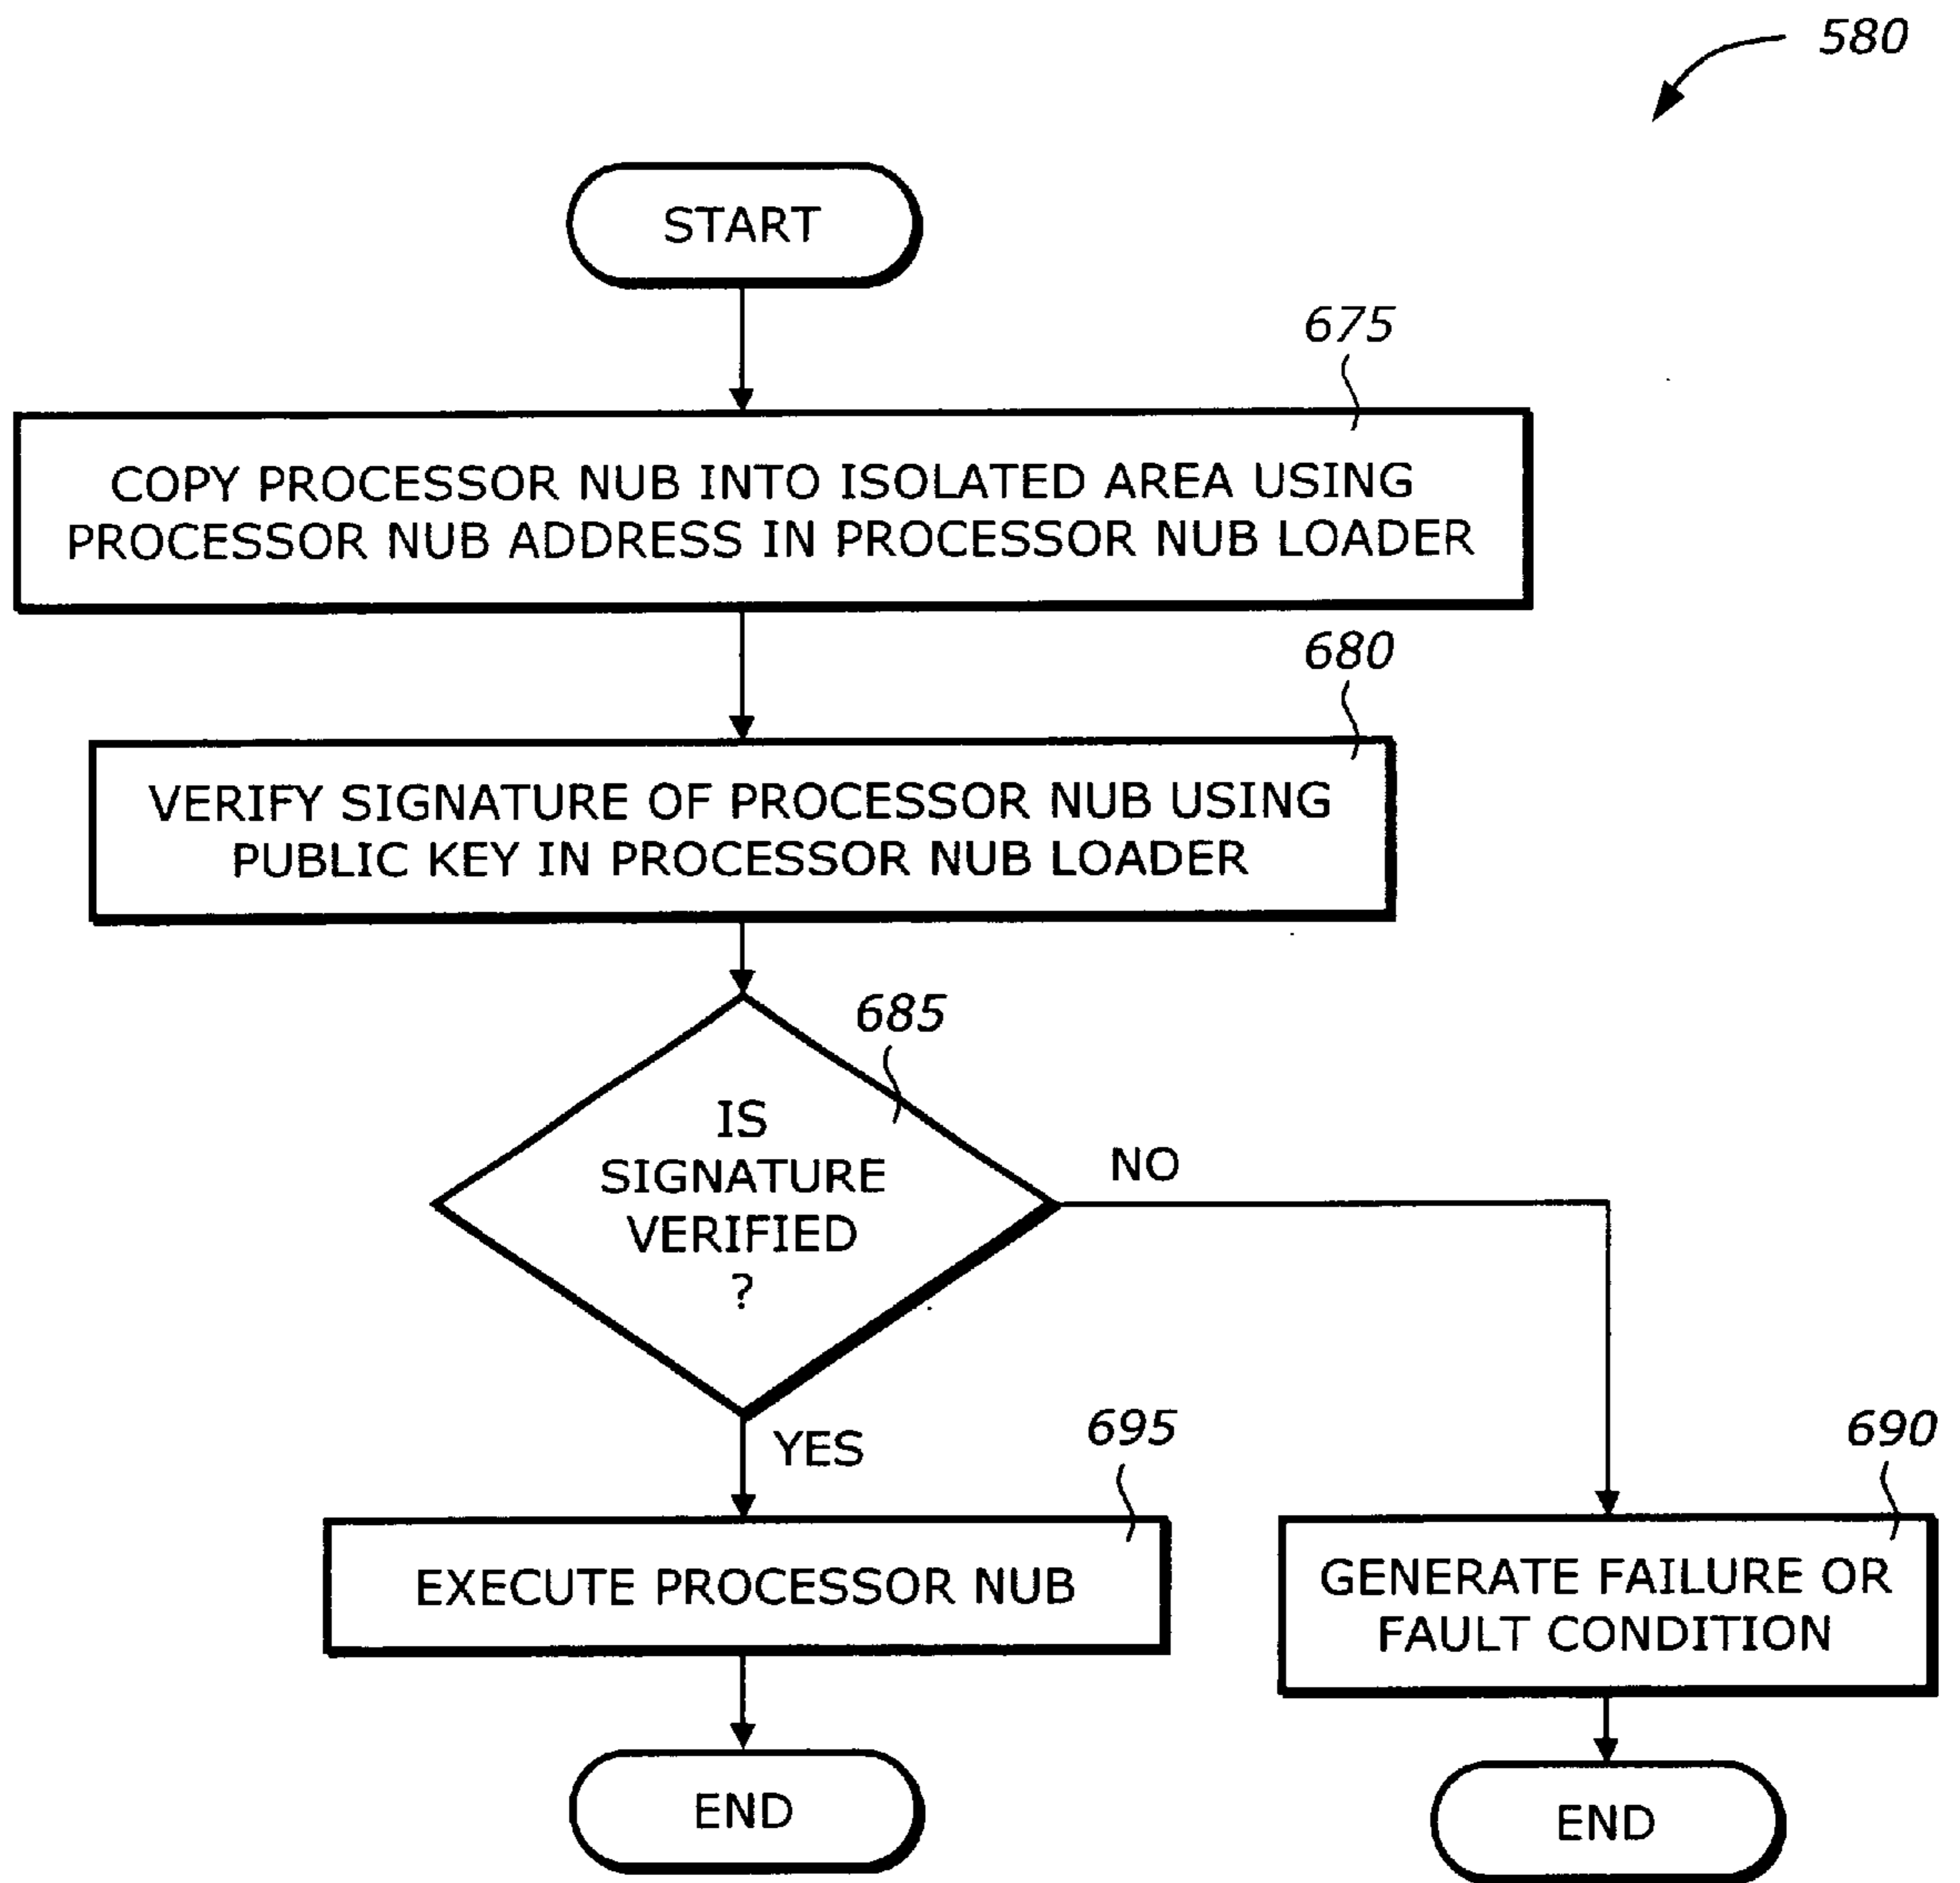 580
START
675
COPY PROCESSOR NUB INTO ISOLATED AREA USING
PROCESSOR NUB ADDRESS IN PROCESSOR NUB LOADER
680
VERIFY SIGNATURE OF PROCESSOR NUB USING
PUBLIC KEY IN PROCESSOR NUB LOADER
685
IS
SIGNATURE
VERIFIED
?
NO
YES
695
EXECUTE PROCESSOR NUB
690
GENERATE FAILURE OR
FAULT CONDITION
END
END